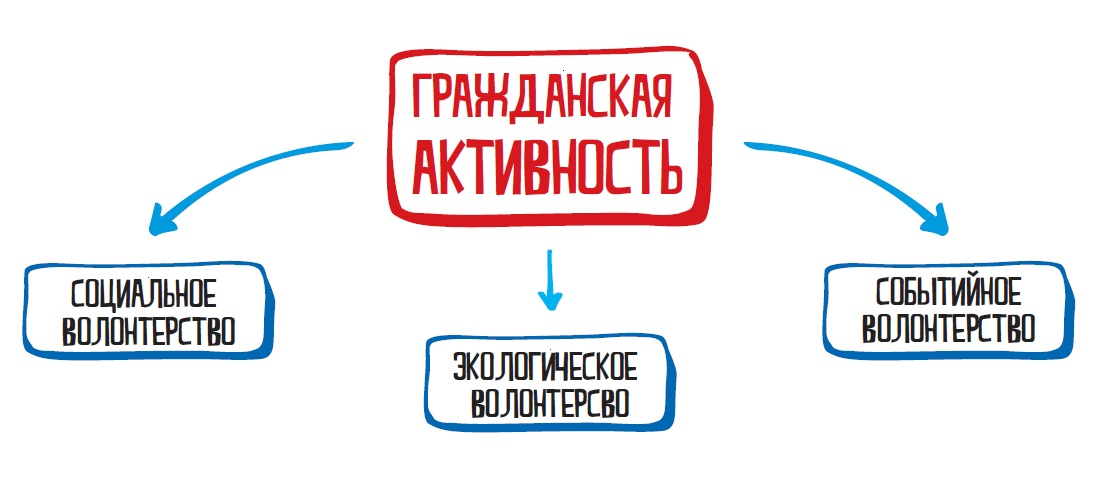 ГРАЖДАНСКАЯ
АКТИВНОСТЬ
СОЦИАЛЬНОЕ
ВОЛОНТЕРСТВО
ЭКОЛОГИЧЕСКОЕ
ВОЛОНТЕРСВО
СОБЫТИЙНОЕ
ВОЛОНТЕРСТВО